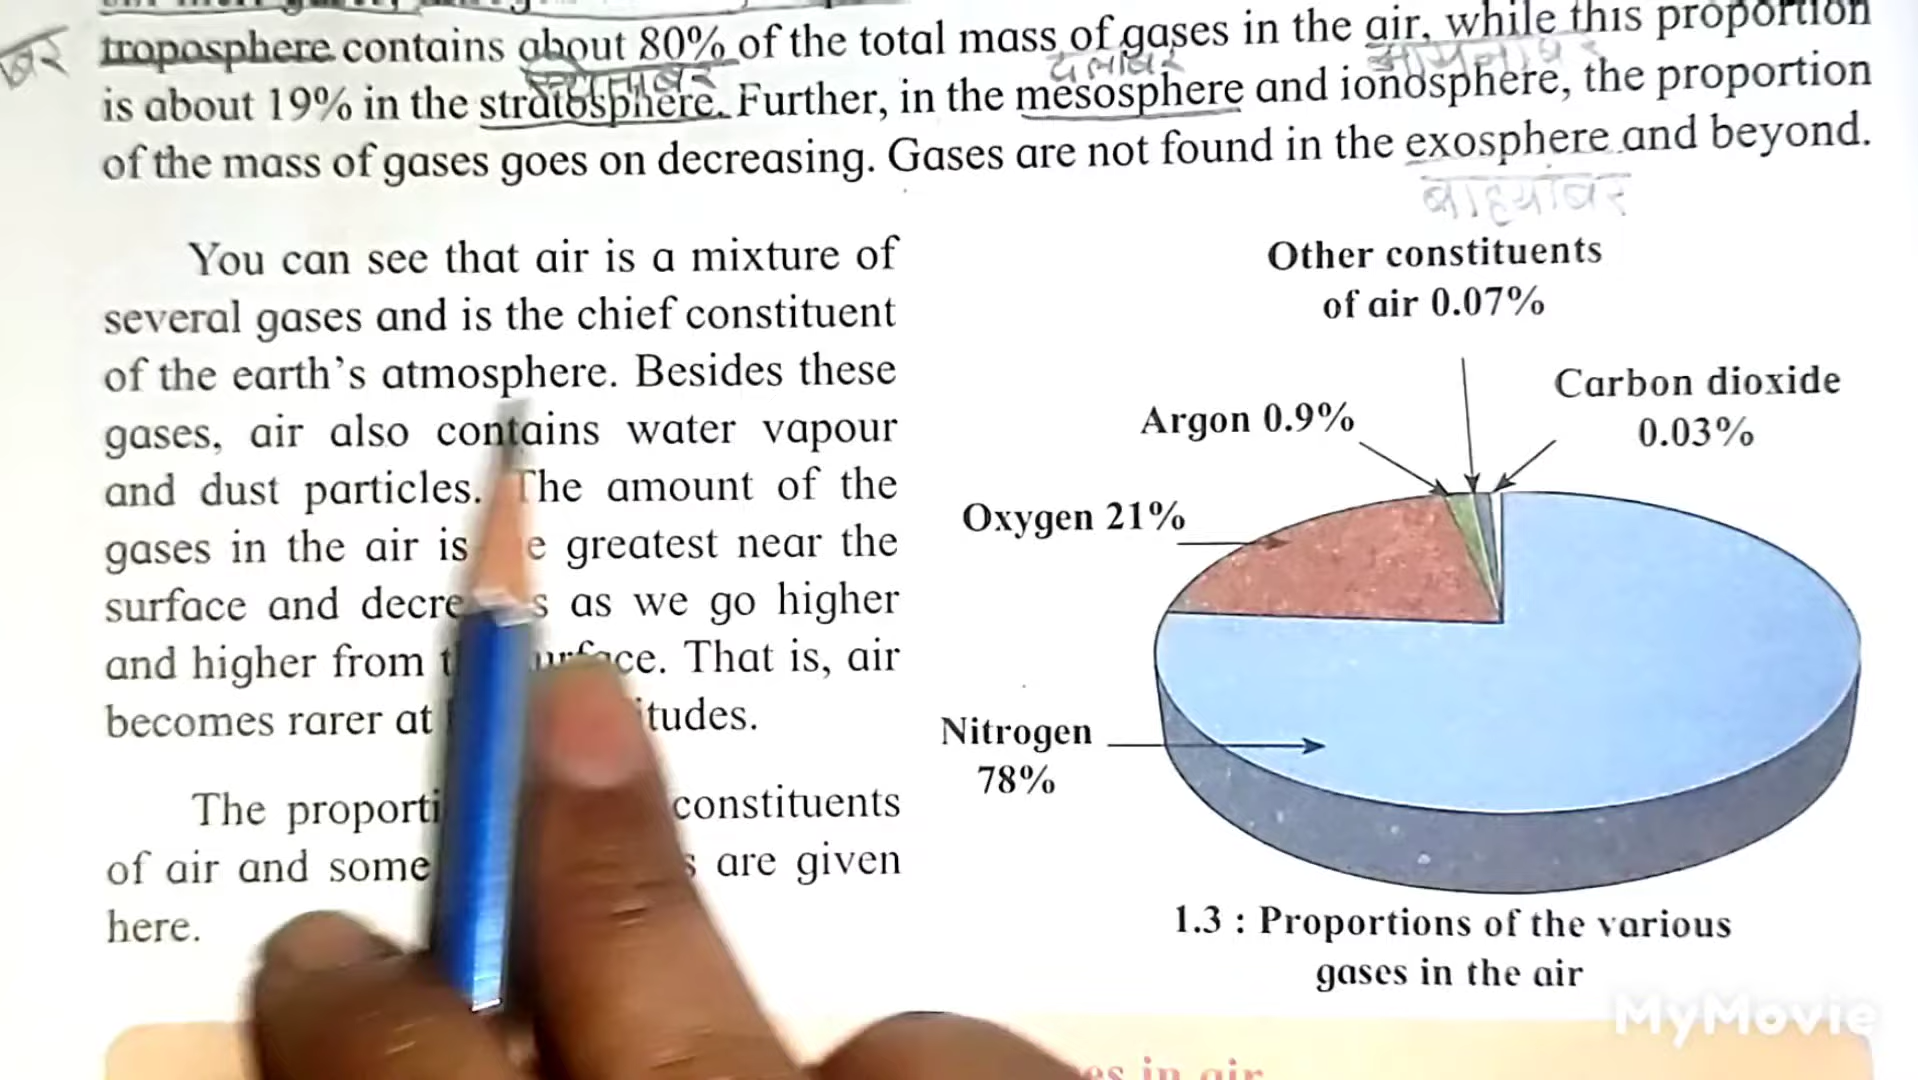 troposphere contains about 80% of the total mass of gases in the air, while this proportion
स्थितांबर
दलांबर
is about 19% in the stratosphere. Further, in the mesosphere and ionosphere, the proportion
of the mass of gases goes on decreasing. Gases are not found in the exosphere and beyond.
बाह्यांबर
You can see that air is a mixture of
several gases and is the chief constituent
of the earth's atmosphere. Besides these
gases, air also contains water vapour
and dust particles. The amount of the
gases in the air is greatest near the
surface and as we go higher
and higher from surface. That is, air
becomes rarer at
The constituents
of air and some are given
here.
Other constituents
of air 0.07%
Carbon dioxide
0.03%
Argon 0.9%
Oxygen 21%
Nitrogen
78%
1.3 : Proportions of the various
gases in the air
MyMovie
in air